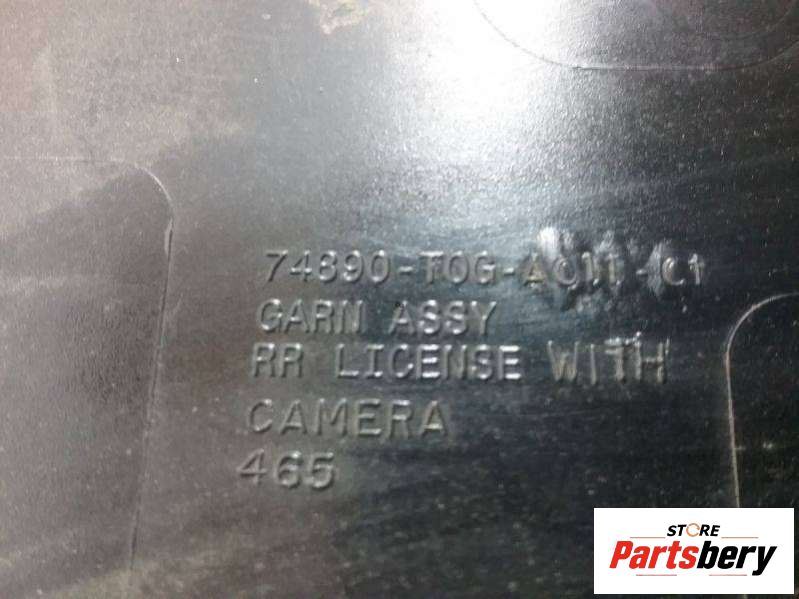 74890-T0G-A011-C1
GARN ASSY
RR LICENSE WITH
CAMERA
465
STORE
Partsbery